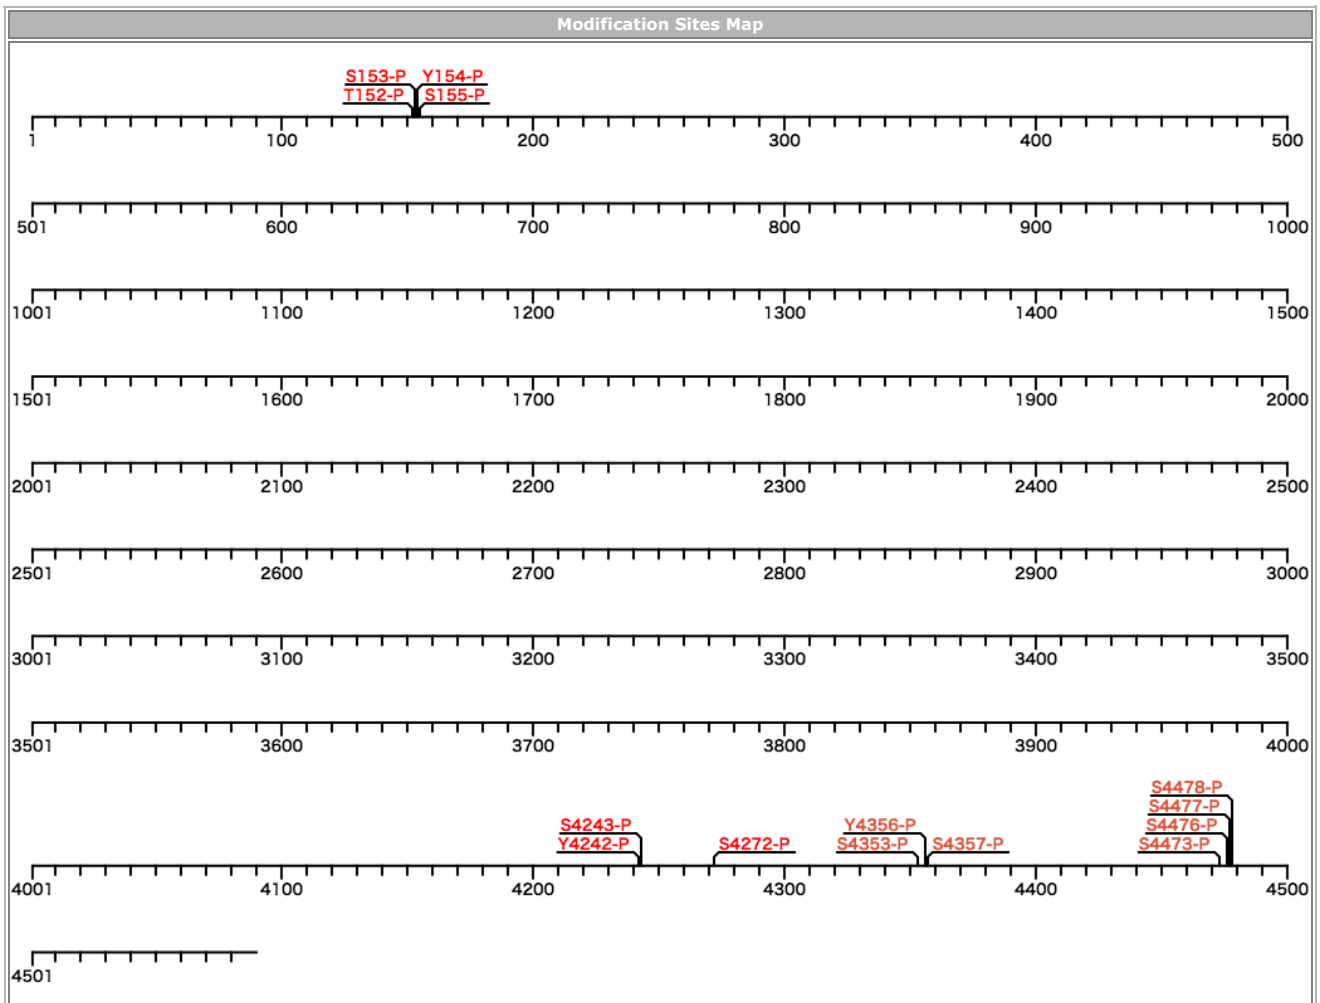 Modification Sites Map
S153-P Y154-P
T152-P S155-P
1 100 200 300 400 500
501 600 700 800 900 1000
1001 1100 1200 1300 1400 1500
1501 1600 1700 1800 1900 2000
2001 2100 2200 2300 2400 2500
2501 2600 2700 2800 2900 3000
3001 3100 3200 3300 3400 3500
3501 3600 3700 3800 3900 4000
S4478-P
S4477-P
S4243-P Y4356-P S4476-P
Y4242-P S4272-P S4353-P S4357-P S4473-P
4001 4100 4200 4300 4400 4500
4501